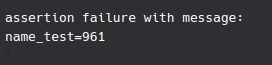 assertion failure with message:
name_test=961